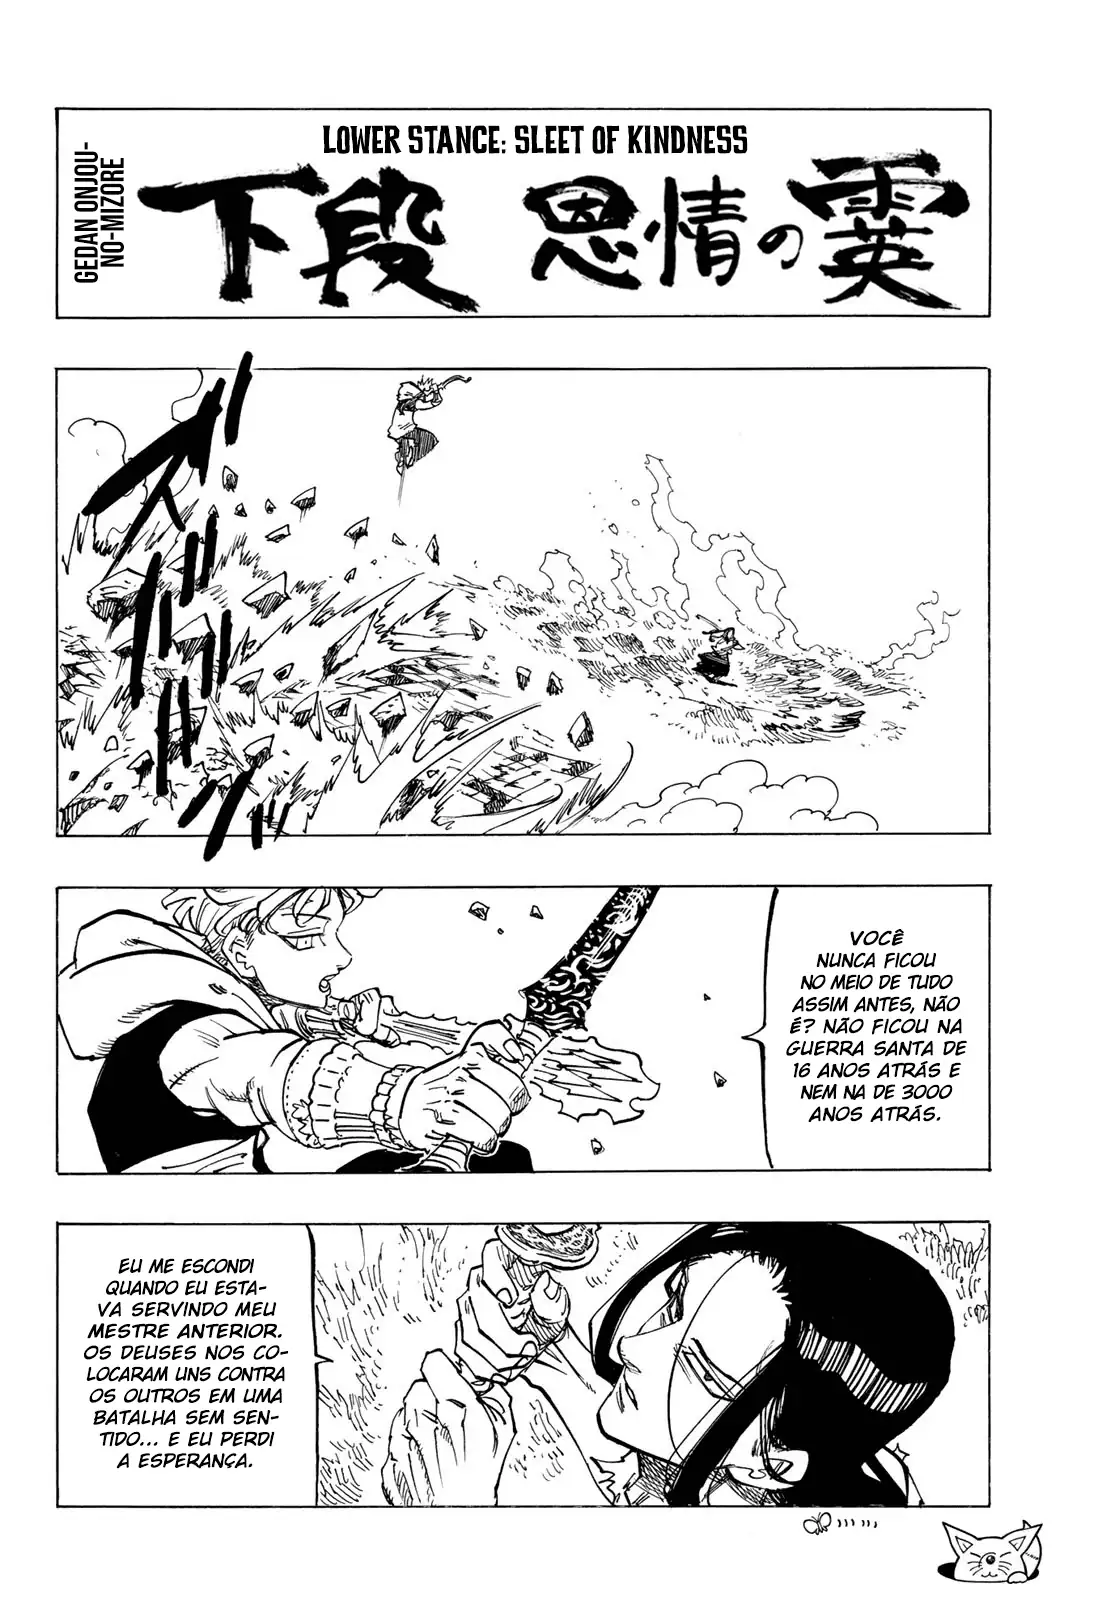 LOWER STANCE: SLEET OF KINDNESS
GEDAN ONJOU-
NO-MIZORE
下段 恩情の霙
VOCÊ
NUNCA FICOU
NO MEIO DE TUDO
ASSIM ANTES, NÃO
É? NÃO FICOU NA
GUERRA SANTA DE
16 ANOS ATRÁS E
NEM NA DE 3000
ANOS ATRÁS.
EU ME ESCONDI
QUANDO EU ESTA-
VA SERVINDO MEU
MESTRE ANTERIOR.
OS DEUSES NOS CO-
LOCARAM UNS CONTRA
OS OUTROS EM UMA
BATALHA SEM SEN-
TIDO... E EU PERDI
A ESPERANÇA.